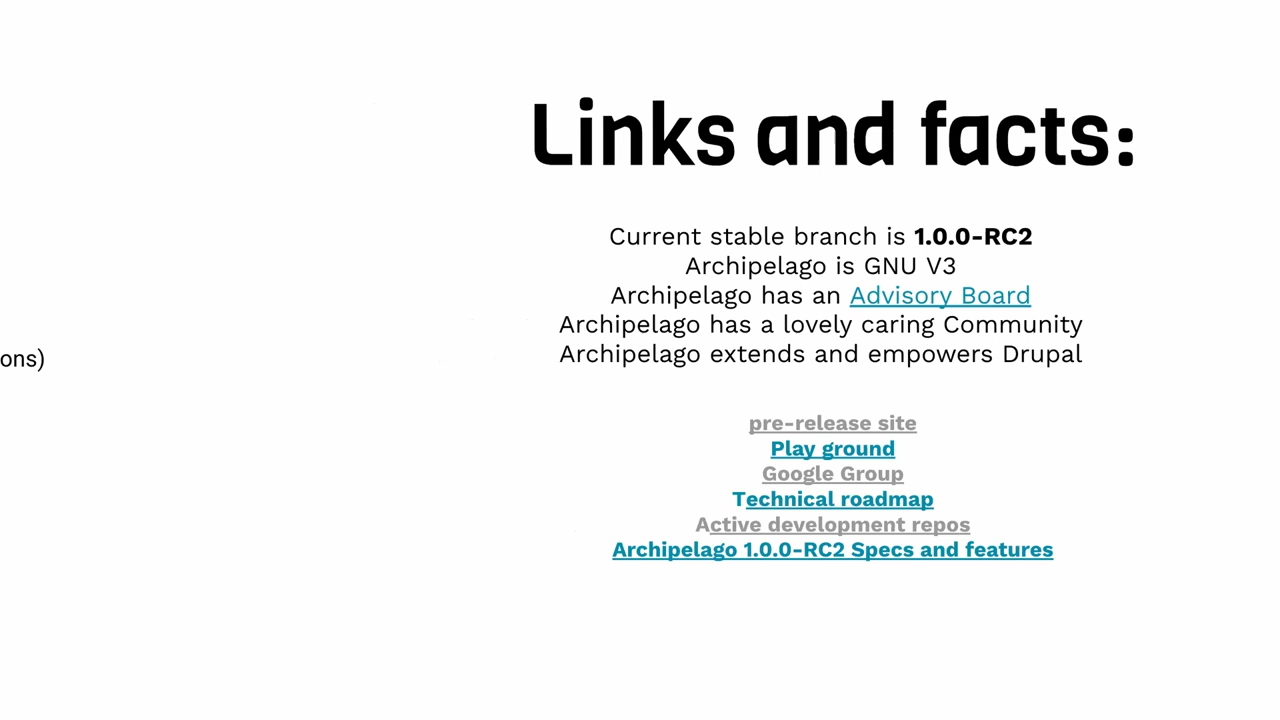 Links and facts:
Current stable branch is 1.0.0-RC2
Archipelago is GNU V3
Archipelago has an Advisory Board
Archipelago has a lovely caring Community
ons)
Archipelago extends and empowers Drupal
pre-release site
Play ground
Google Group
Technical roadmap
Active development repos
Archipelago 1.0.0-RC2 Specs and features